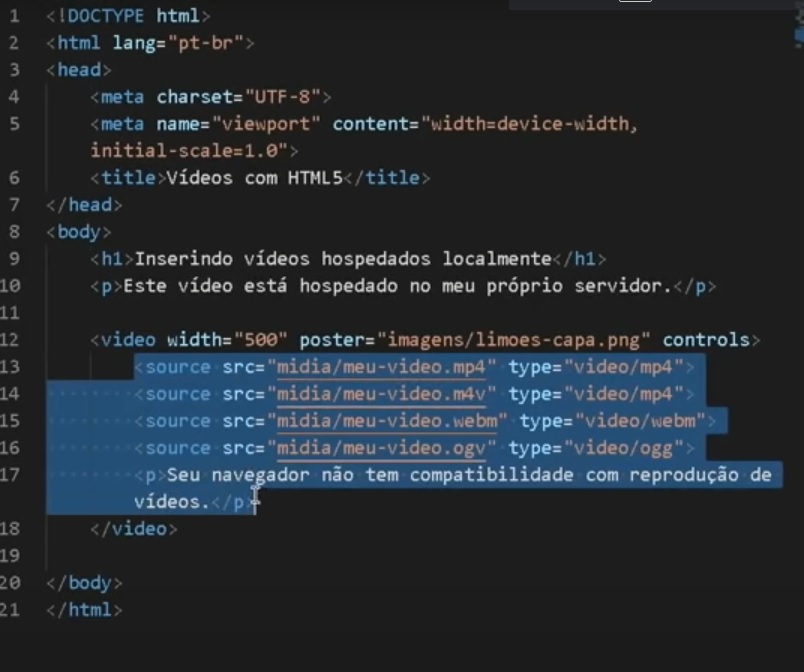 1 <!DOCTYPE html>
2 <html lang="pt-br">
3 <head>
4 <meta charset="UTF-8">
5 <meta name="viewport" content="width=device-width,
initial-scale=1.0">
6 <title>Vídeos com HTML5</title>
7 </head>
8 <body>
9 <h1>Inserindo vídeos hospedados localmente</h1>
10 <p>Este vídeo está hospedado no meu próprio servidor.</p>
11
12 <video width="500" poster="imagens/limoes-capa.png" controls>
13 <source src="midia/meu-video.mp4" type="video/mp4">
14 <source src="midia/meu-video.m4v" type="video/mp4">
15 <source src="midia/meu-video.webm" type="video/webm">
16 <source src="midia/meu-video.ogv" type="video/ogg">
17 <p>Seu navegador não tem compatibilidade com reprodução de
vídeos.</p>
18 </video>
19
20 </body>
21 </html>